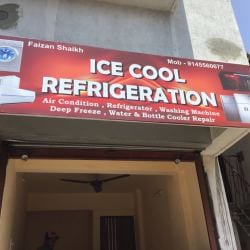 Faizan Shaikh
Mob - 9145560677
ICE COOL
REFRIGERATION
Air Condition , Refrigerator , Washing Machine
Deep Freeze , Water & Bottle Cooler Repair